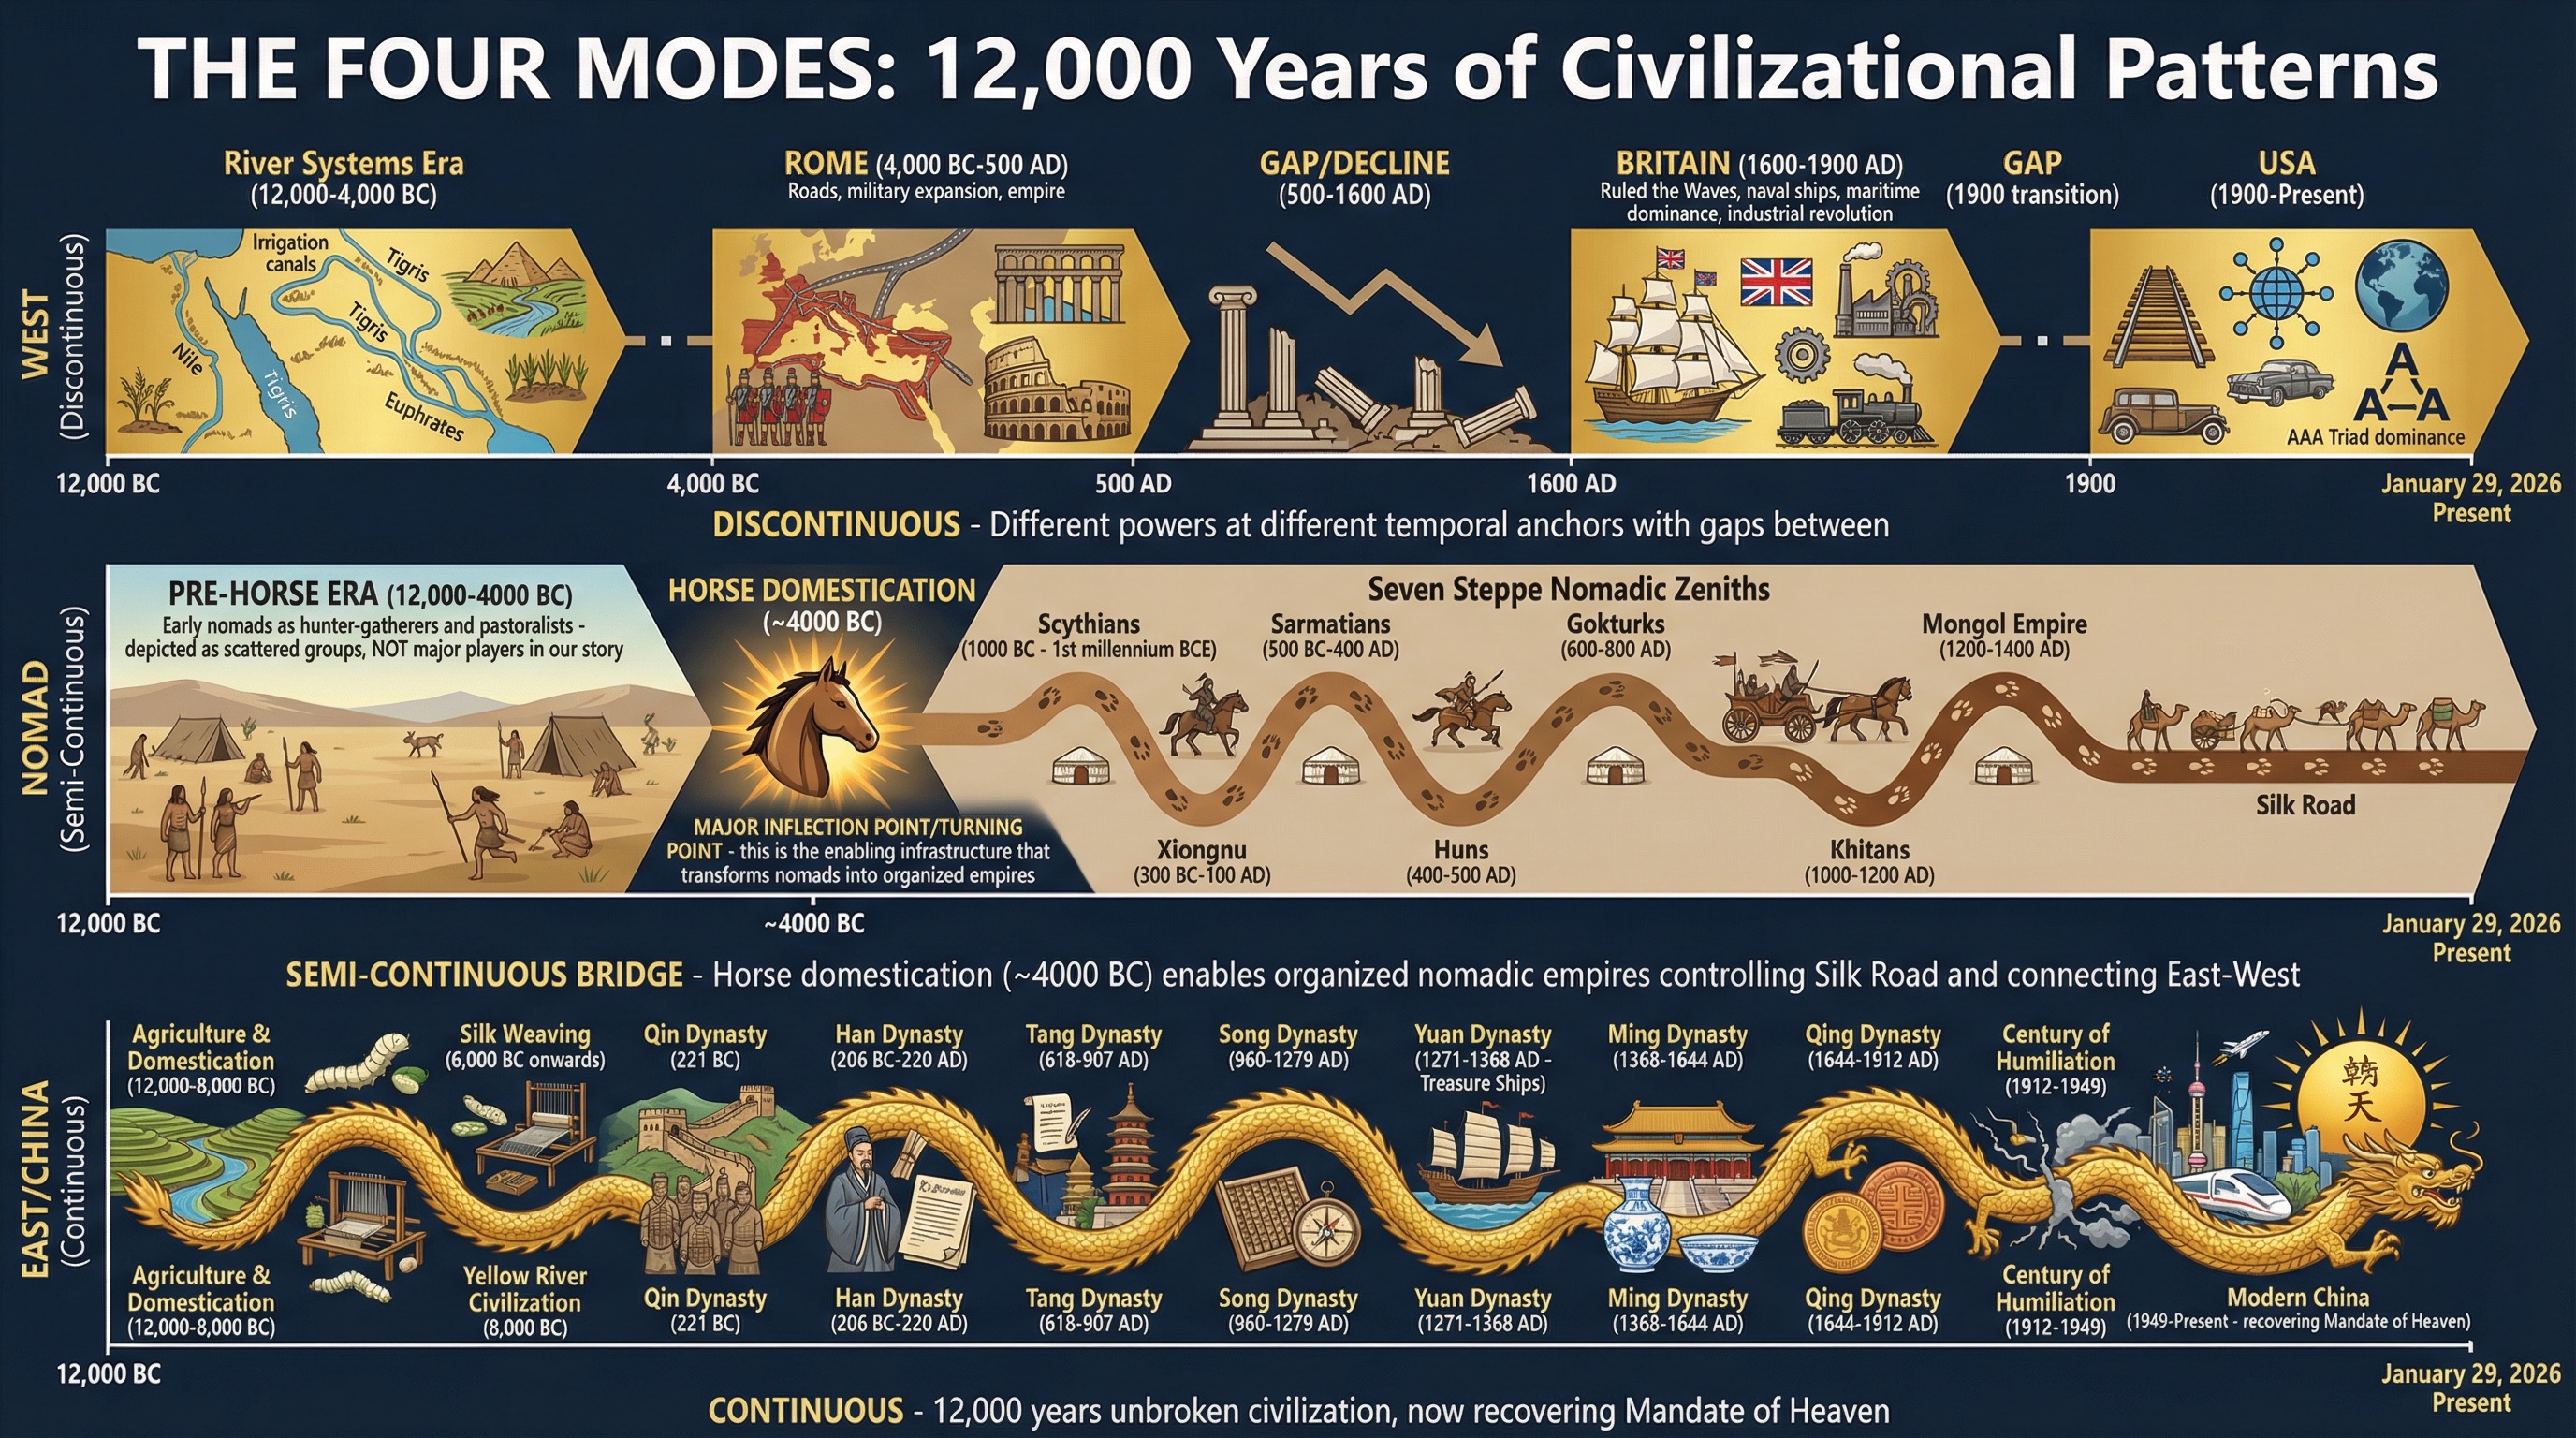 THE FOUR MODES: 12,000 Years of Civilizational Patterns
River Systems Era
(12,000-4,000 BC)
ROME (4,000 BC-500 AD)
Roads, military expansion, empire
GAP/DECLINE
(500-1600 AD)
BRITAIN (1600-1900 AD)
Ruled the Waves, naval ships, maritime
dominance, industrial revolution
GAP
(1900 transition)
USA
(1900-Present)
WEST
(Discontinuous)
Irrigation
canals
Tigris
Tigris
Nile
Tigris
Euphrates
A
A
A
AAA Triad dominance
12,000 BC
4,000 BC
500 AD
1600 AD
1900
January 29, 2026
Present
DISCONTINUOUS - Different powers at different temporal anchors with gaps between
NOMAD
(Semi-Continuous)
PRE-HORSE ERA (12,000-4000 BC)
Early nomads as hunter-gatherers and pastoralists -
depicted as scattered groups, NOT major players in our story
HORSE DOMESTICATION
(~4000 BC)
MAJOR INFLECTION POINT/TURNING
POINT - this is the enabling infrastructure that
transforms nomads into organized empires
Seven Steppe Nomadic Zeniths
Scythians
(1000 BC - 1st millennium BCE)
Sarmatians
(500 BC-400 AD)
Gokturks
(600-800 AD)
Mongol Empire
(1200-1400 AD)
Xiongnu
(300 BC-100 AD)
Huns
(400-500 AD)
Khitans
(1000-1200 AD)
Silk Road
12,000 BC
~4000 BC
January 29, 2026
Present
SEMI-CONTINUOUS BRIDGE - Horse domestication (~4000 BC) enables organized nomadic empires controlling Silk Road and connecting East-West
EAST/CHINA
(Continuous)
Agriculture &
Domestication
(12,000-8,000 BC)
Silk Weaving
(6,000 BC onwards)
Qin Dynasty
(221 BC)
Han Dynasty
(206 BC-220 AD)
Tang Dynasty
(618-907 AD)
Song Dynasty
(960-1279 AD)
Yuan Dynasty
(1271-1368 AD -
Treasure Ships)
Ming Dynasty
(1368-1644 AD)
Qing Dynasty
(1644-1912 AD)
Century of
Humiliation
(1912-1949)
天
Agriculture &
Domestication
(12,000-8,000 BC)
Yellow River
Civilization
(8,000 BC)
Qin Dynasty
(221 BC)
Han Dynasty
(206 BC-220 AD)
Tang Dynasty
(618-907 AD)
Song Dynasty
(960-1279 AD)
Yuan Dynasty
(1271-1368 AD)
Ming Dynasty
(1368-1644 AD)
Qing Dynasty
(1644-1912 AD)
Century of
Humiliation
(1912-1949)
Modern China
(1949-Present - recovering Mandate of Heaven)
12,000 BC
January 29, 2026
Present
CONTINUOUS - 12,000 years unbroken civilization, now recovering Mandate of Heaven